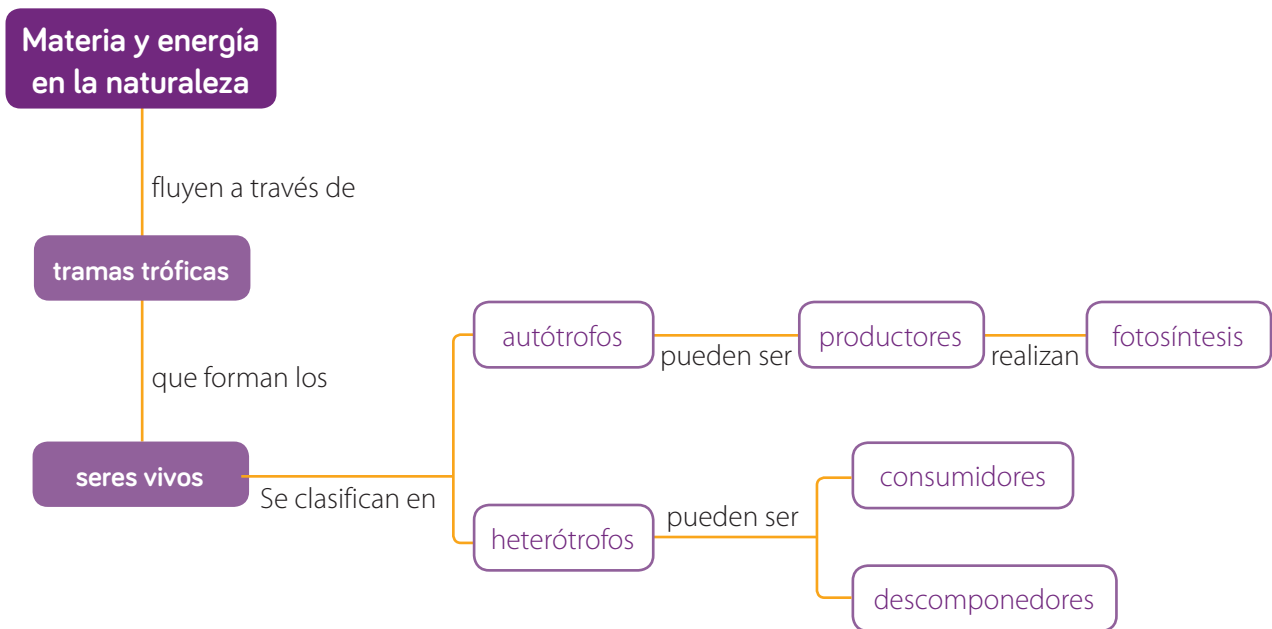 Materia y energía
en la naturaleza
fluyen a través de
tramas tróficas
que forman los
seres vivos
Se clasifican en
autótrofos
pueden ser
productores
realizan
fotosíntesis
heterótrofos
pueden ser
consumidores
descomponedores